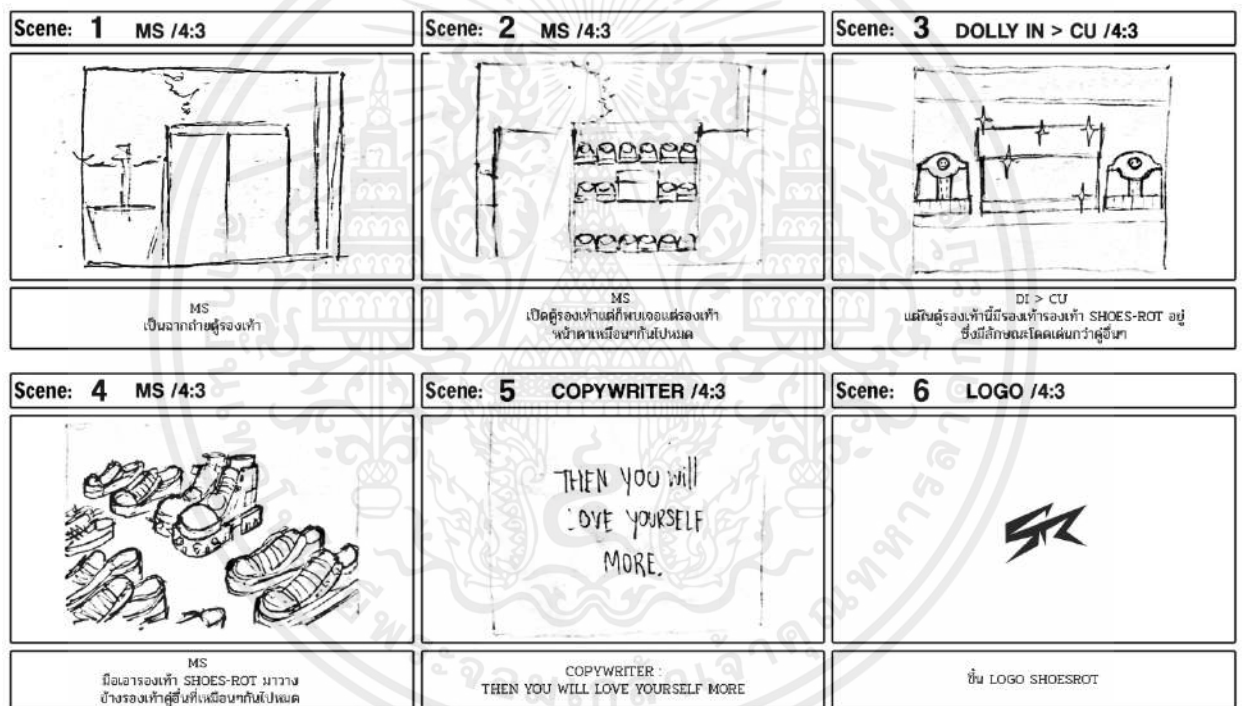 Scene: 1 MS /4:3
Scene: 2 MS /4:3
Scene: 3 DOLLY IN > CU /4:3
MS
เป็นฉากถ่ายตู้รองเท้า
MS
เปิดตู้รองเท้าแต่ก็พบเจอแต่รองเท้า
หน้าตาเหมือนๆกันไปหมด
DI > CU
แต่ในตู้รองเท้านี้มีรองเท้ารองเท้า SHOES-ROT อยู่
ซึ่งมีลักษณะโดดเด่นกว่าคู่อื่นๆ
Scene: 4 MS /4:3
Scene: 5 COPYWRITER /4:3
Scene: 6 LOGO /4:3
THEN YOU will
LOVE YOURSELF
MORE.
SR
MS
มือเอารองเท้า SHOES-ROT มาวาง
ข้างรองเท้าคู่อื่นที่เหมือนๆกันไปหมด
COPYWRITER :
THEN YOU WILL LOVE YOURSELF MORE
ขึ้น LOGO SHOESROT